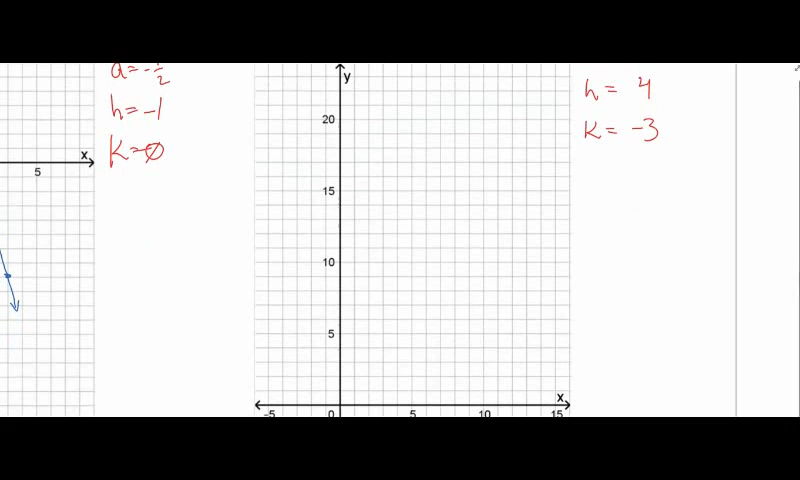 a = -1/2
h = -1
K = 0
x
5
y
20
15
10
5
x
-5
0
5
10
15
h = 4
K = -3